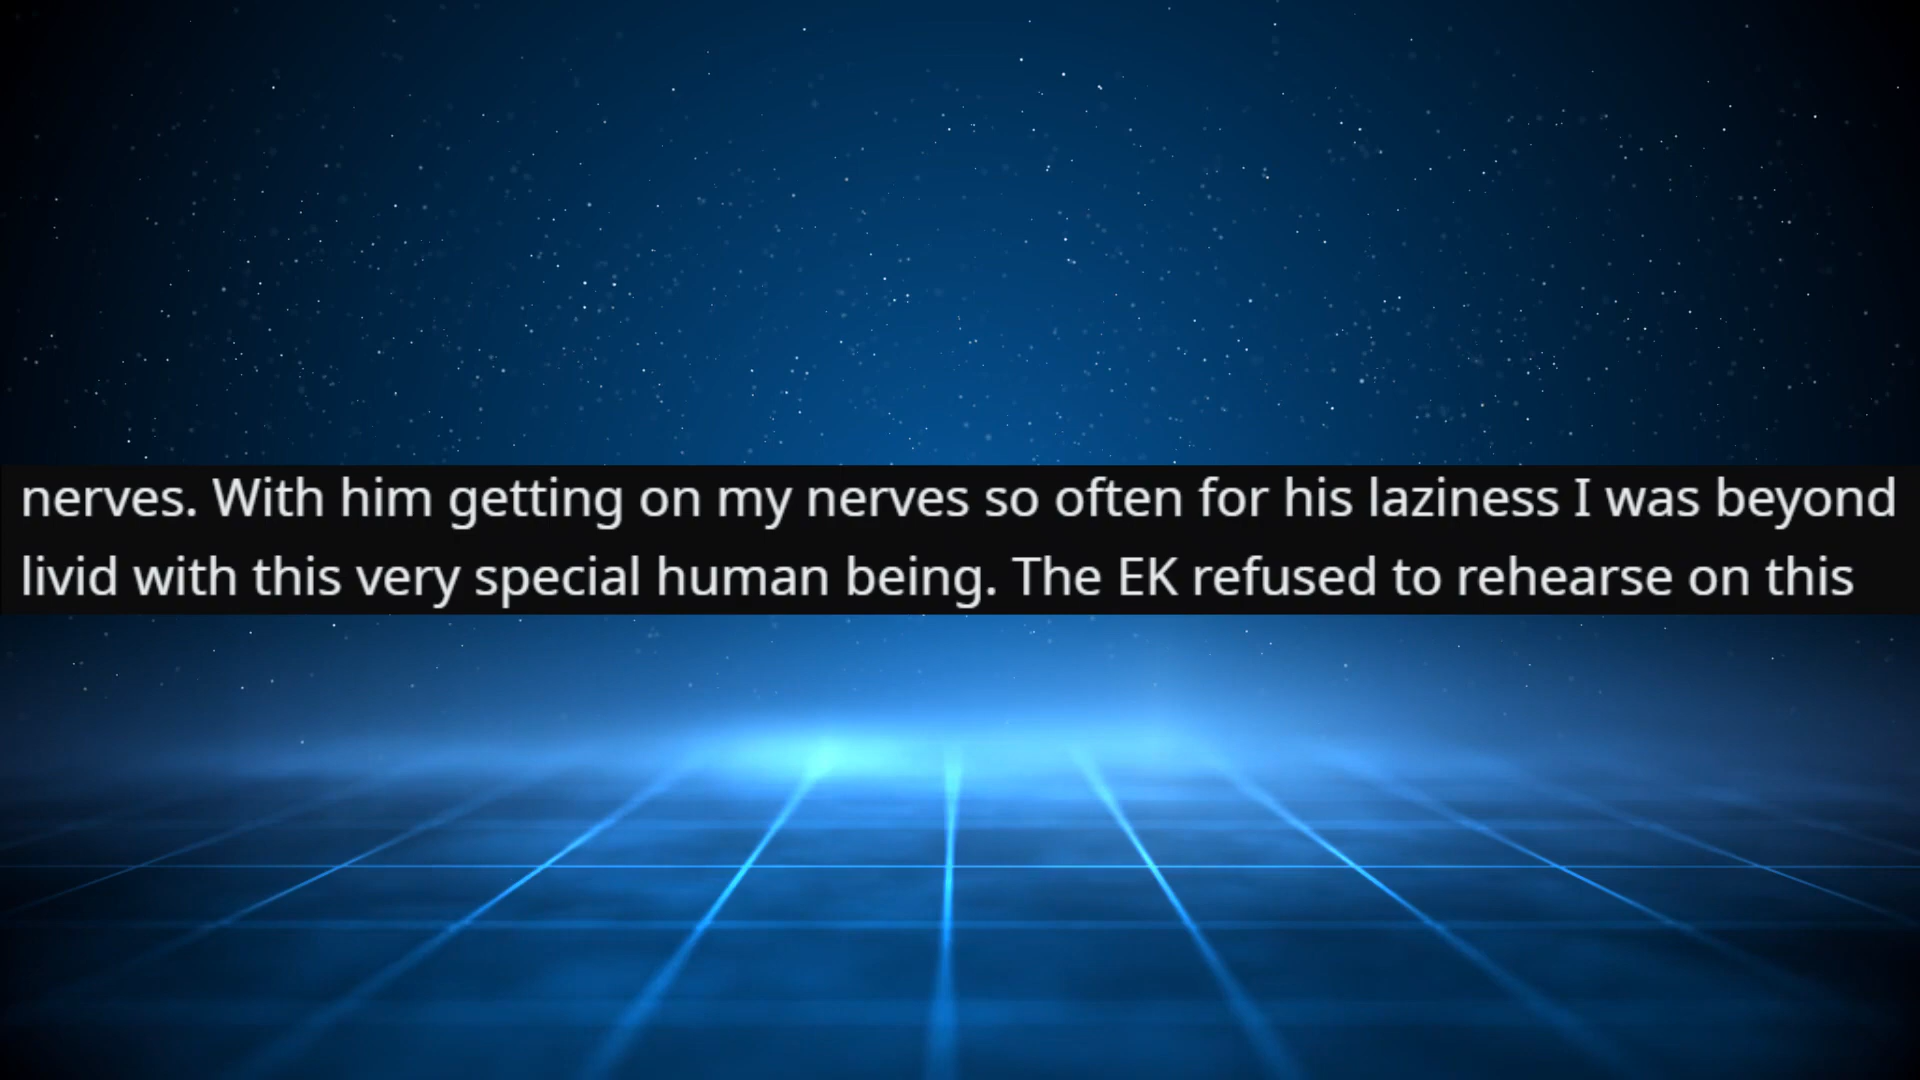 nerves. With him getting on my nerves so often for his laziness I was beyond
livid with this very special human being. The EK refused to rehearse on this